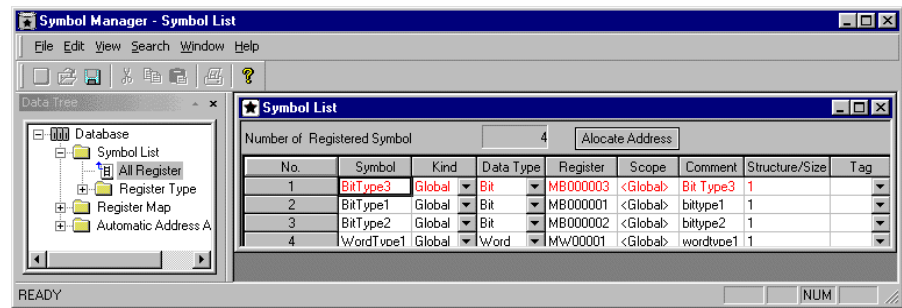 Symbol Manager - Symbol List
File Edit View Search Window Help
Data Tree
Database
Symbol List
All Register
Register Type
Register Map
Automatic Address A
Symbol List
Number of Registered Symbol 4 Alocate Address
No. Symbol Kind Data Type Register Scope Comment Structure/Size Tag
1 BitType3 Global Bit MB000003 <Global> Bit Type3 1
2 BitType1 Global Bit MB000001 <Global> bittype1 1
3 BitType2 Global Bit MB000002 <Global> bittype2 1
4 WordType1 Global Word MW00001 <Global> wordtype1 1
READY NUM